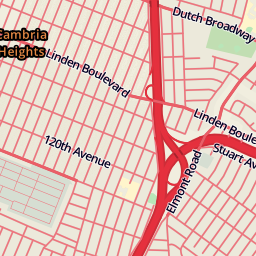 Dutch Broadway
Cambria
Heights
Linden Boulevard
Linden Boule
Stuart Av
120th Avenue
Elmont Road